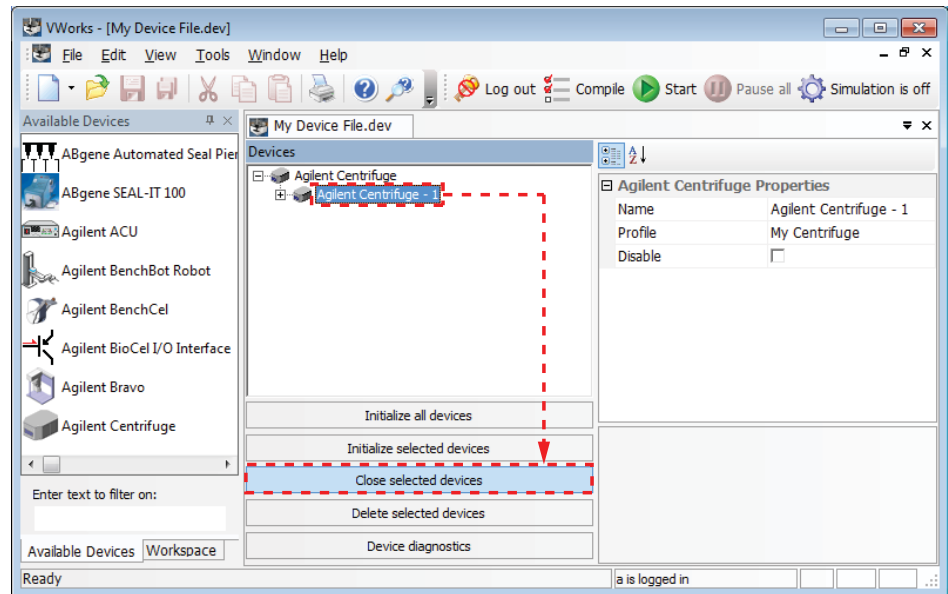 VWorks - [My Device File.dev]
File Edit View Tools Window Help
Log out Compile Start Pause all Simulation is off
Available Devices
ABgene Automated Seal Pier
ABgene SEAL-IT 100
Agilent ACU
Agilent BenchBot Robot
Agilent BenchCel
Agilent BioCel I/O Interface
Agilent Bravo
Agilent Centrifuge
Enter text to filter on:
Available Devices Workspace
My Device File.dev
Devices
Agilent Centrifuge
Agilent Centrifuge - 1
Initialize all devices
Initialize selected devices
Close selected devices
Delete selected devices
Device diagnostics
Agilent Centrifuge Properties
Name Agilent Centrifuge - 1
Profile My Centrifuge
Disable
Ready a is logged in